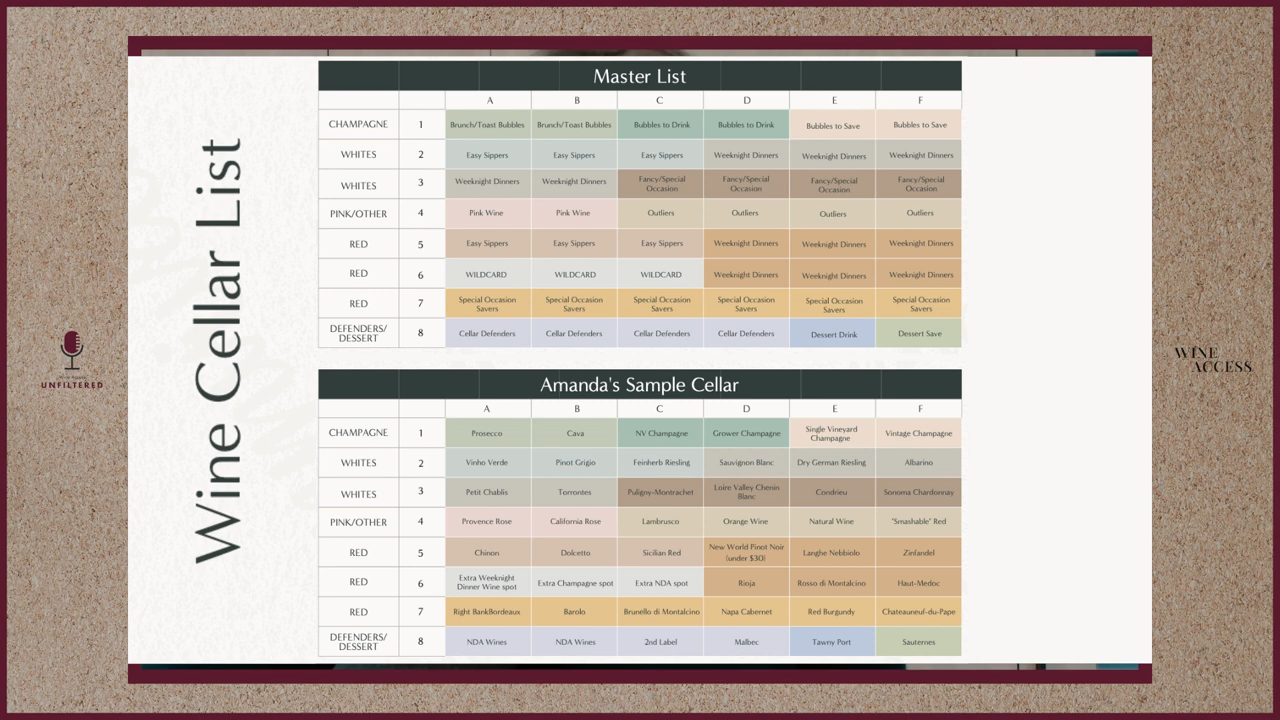 Wine Cellar List
Master List
A B C D E F
CHAMPAGNE 1 Brunch/Toast Bubbles Brunch/Toast Bubbles Bubbles to Drink Bubbles to Drink Bubbles to Save Bubbles to Save
WHITES 2 Easy Sippers Easy Sippers Easy Sippers Weeknight Dinners Weeknight Dinners Weeknight Dinners
WHITES 3 Weeknight Dinners Weeknight Dinners Fancy/Special Occasion Fancy/Special Occasion Fancy/Special Occasion Fancy/Special Occasion
PINK/OTHER 4 Pink Wine Pink Wine Outliers Outliers Outliers Outliers
RED 5 Easy Sippers Easy Sippers Easy Sippers Weeknight Dinners Weeknight Dinners Weeknight Dinners
RED 6 WILDCARD WILDCARD WILDCARD Weeknight Dinners Weeknight Dinners Weeknight Dinners
RED 7 Special Occasion Savers Special Occasion Savers Special Occasion Savers Special Occasion Savers Special Occasion Savers Special Occasion Savers
DEFENDERS/ DESSERT 8 Cellar Defenders Cellar Defenders Cellar Defenders Cellar Defenders Dessert Drink Dessert Save
Amanda's Sample Cellar
A B C D E F
CHAMPAGNE 1 Prosecco Cava NV Champagne Grower Champagne Single Vineyard Champagne Vintage Champagne
WHITES 2 Vinho Verde Pinot Grigio Feinherb Riesling Sauvignon Blanc Dry German Riesling Albarino
WHITES 3 Petit Chablis Torrontes Puligny-Montrachet Loire Valley Chenin Blanc Condrieu Sonoma Chardonnay
PINK/OTHER 4 Provence Rose California Rose Lambrusco Orange Wine Natural Wine "Smashable" Red
RED 5 Chinon Dolcetto Sicilian Red New World Pinot Noir (under $30) Langhe Nebbiolo Zinfandel
RED 6 Extra Weeknight Dinner Wine spot Extra Champagne spot Extra NDA spot Rioja Rosso di Montalcino Haut-Medoc
RED 7 Right BankBordeaux Barolo Brunello di Montalcino Napa Cabernet Red Burgundy Chateauneuf-du-Pape
DEFENDERS/ DESSERT 8 NDA Wines NDA Wines 2nd Label Malbec Tawny Port Sauternes
Wine Access
UNFILTERED
WINE
ACCESS